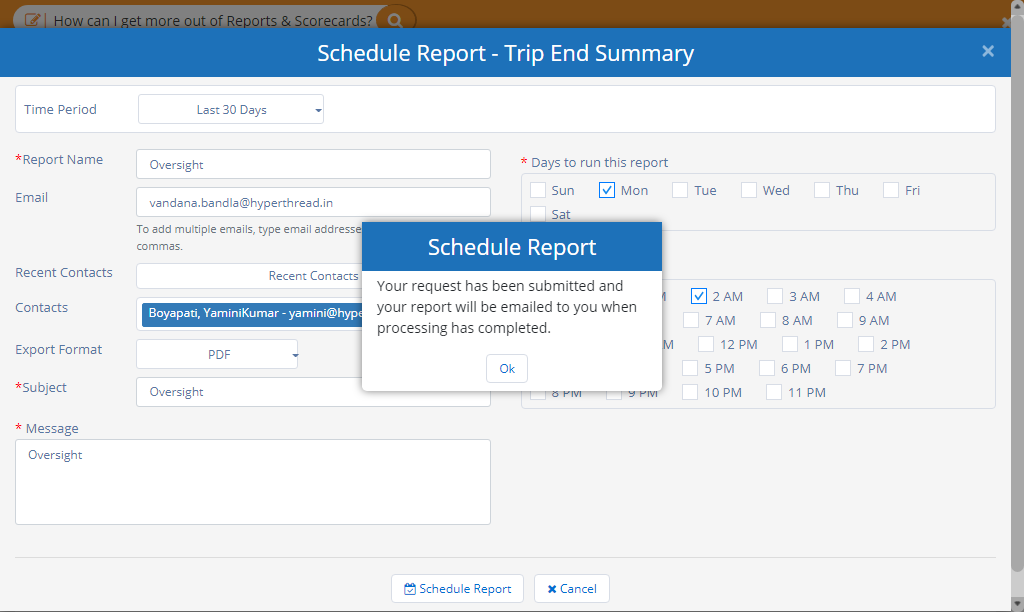 How can I get more out of Reports & Scorecards?
Schedule Report - Trip End Summary
Time Period
Last 30 Days
*Report Name
Oversight
* Days to run this report
Email
vandana.bandla@hyperthread.in
Sun
Mon
Tue
Wed
Thu
Fri
Sat
To add multiple emails, type email addresse
commas.
Schedule Report
Your request has been submitted and
your report will be emailed to you when
processing has completed.
Ok
Recent Contacts
Recent Contacts
Contacts
Boyapati, YaminiKumar - yamini@hype
2 AM
3 AM
4 AM
7 AM
8 AM
9 AM
12 PM
1 PM
2 PM
5 PM
6 PM
7 PM
8 PM
9 PM
10 PM
11 PM
Export Format
PDF
*Subject
Oversight
* Message
Oversight
Schedule Report
Cancel